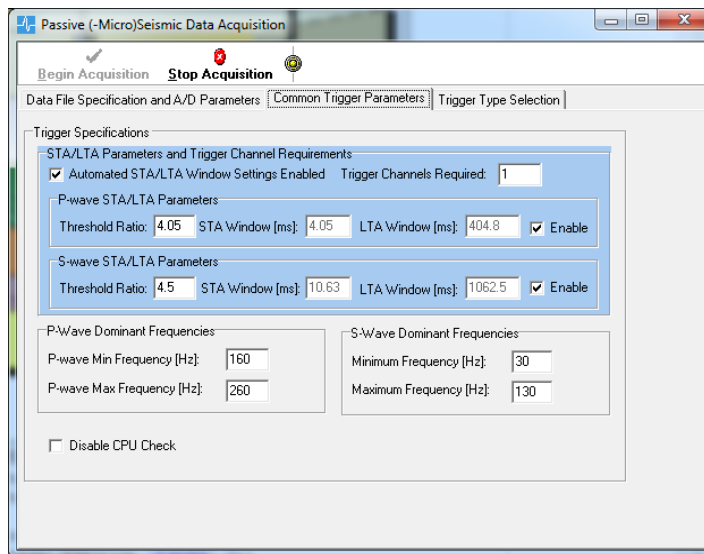 Passive (-Micro)Seismic Data Acquisition
Begin Acquisition Stop Acquisition
Data File Specification and A/D Parameters Common Trigger Parameters Trigger Type Selection
Trigger Specifications
STA/LTA Parameters and Trigger Channel Requirements
Automated STA/LTA Window Settings Enabled Trigger Channels Required: 1
P-wave STA/LTA Parameters
Threshold Ratio: 4.05 STA Window [ms]: 4.05 LTA Window [ms]: 404.8 Enable
S-wave STA/LTA Parameters
Threshold Ratio: 4.5 STA Window [ms]: 10.63 LTA Window [ms]: 1062.5 Enable
P-Wave Dominant Frequencies
P-wave Min Frequency [Hz]: 160
P-wave Max Frequency [Hz]: 260
S-Wave Dominant Frequencies
Minimum Frequency [Hz]: 30
Maximum Frequency [Hz]: 130
Disable CPU Check